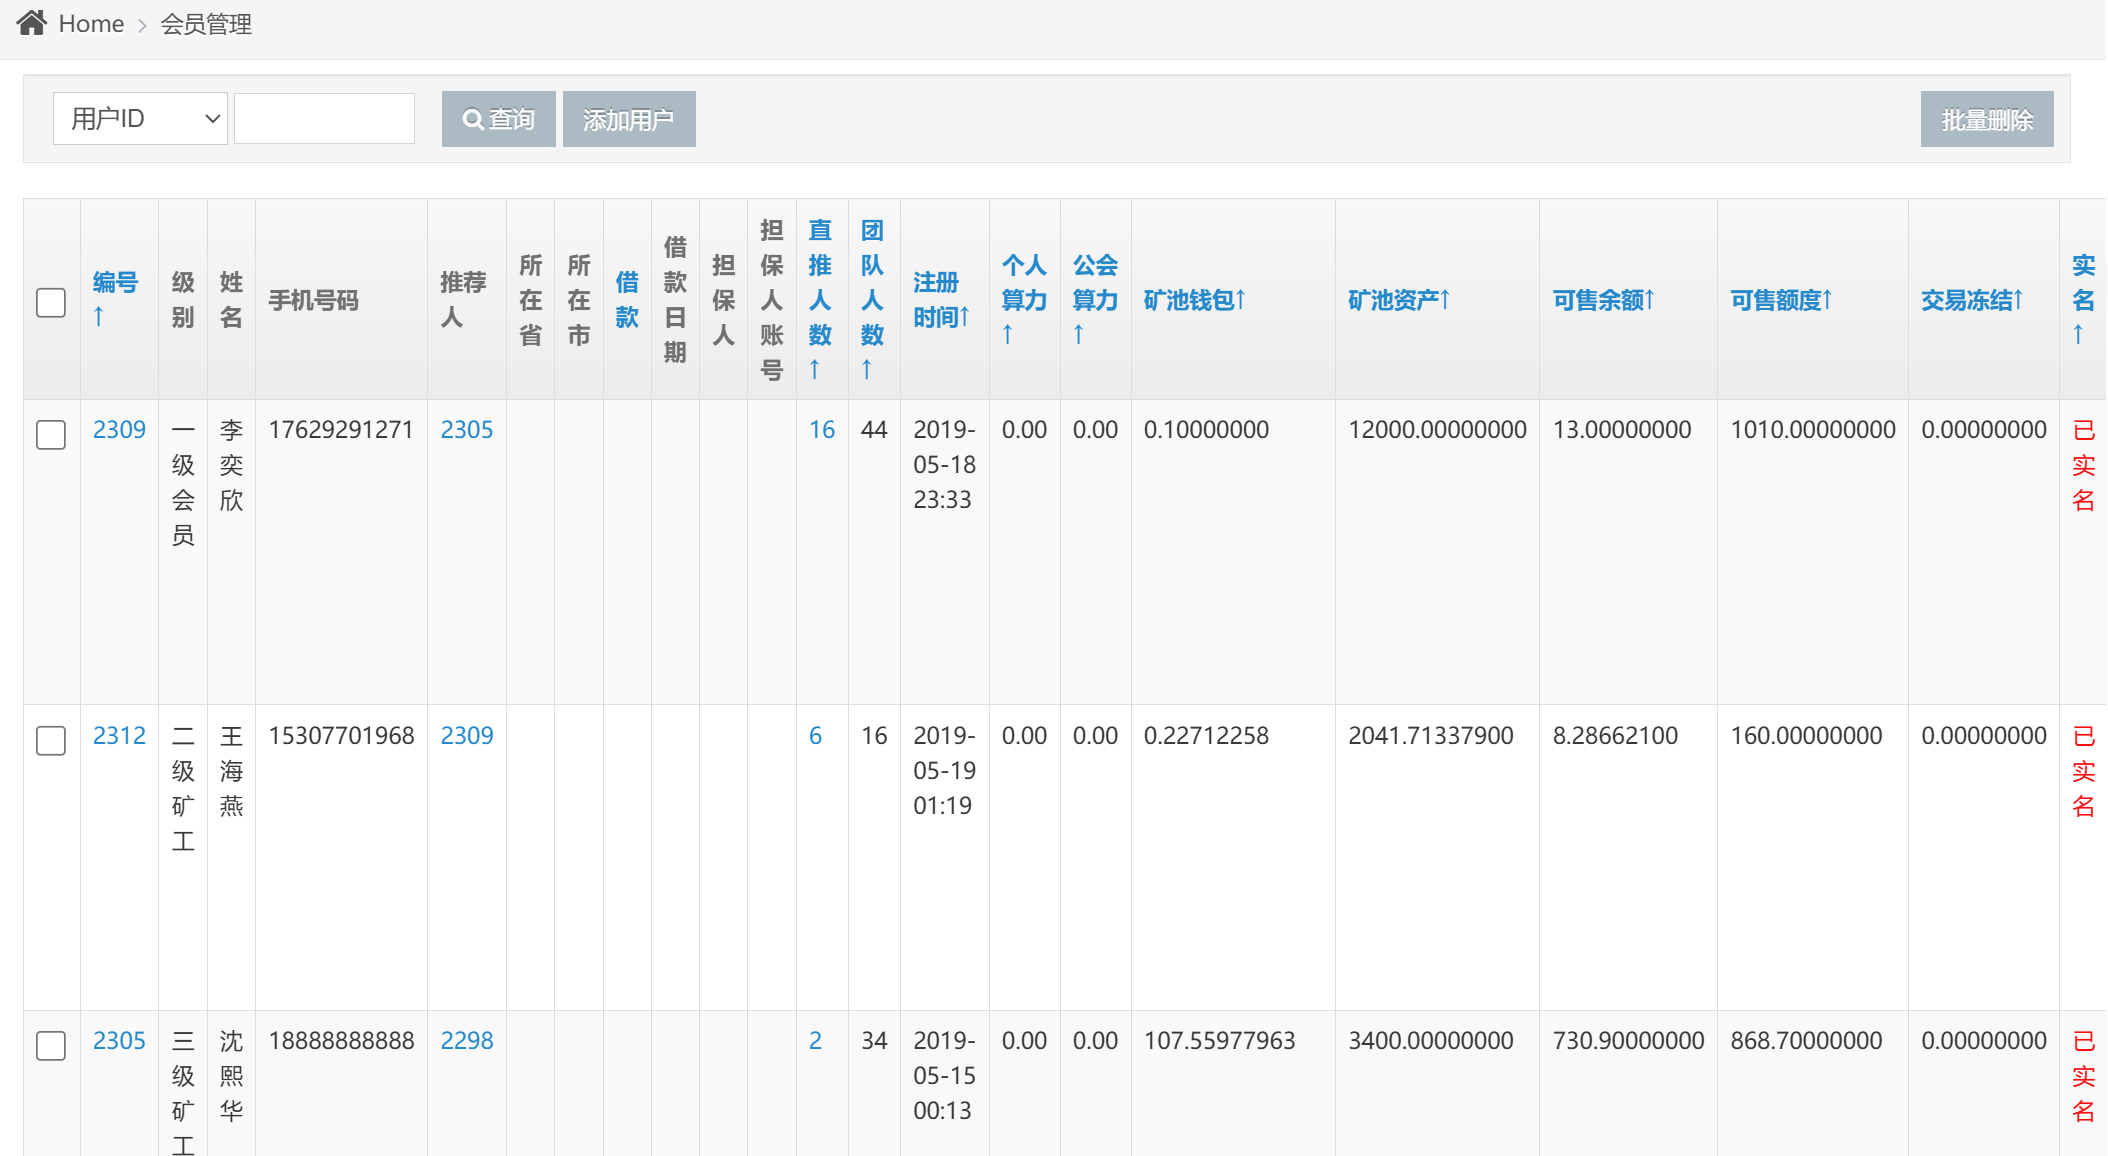 Home > 会员管理
用户ID 查询 添加用户 批量删除
编号↑ 级别 姓名 手机号码 推荐人 所在省 所在市 借款 借款日期 担保人 担保人账号 直推人数↑ 团队人数↑ 注册时间↑ 个人算力↑ 公会算力↑ 矿池钱包↑ 矿池资产↑ 可售余额↑ 可售额度↑ 交易冻结↑ 实名↑
2309 一级会员 李奕欣 17629291271 2305 16 44 2019-05-18 23:33 0.00 0.00 0.10000000 12000.00000000 13.00000000 1010.00000000 0.00000000 已实名
2312 二级矿工 王海燕 15307701968 2309 6 16 2019-05-19 01:19 0.00 0.00 0.22712258 2041.71337900 8.28662100 160.00000000 0.00000000 已实名
2305 三级矿工 沈熙华 18888888888 2298 2 34 2019-05-15 00:13 0.00 0.00 107.55977963 3400.00000000 730.90000000 868.70000000 0.00000000 已实名